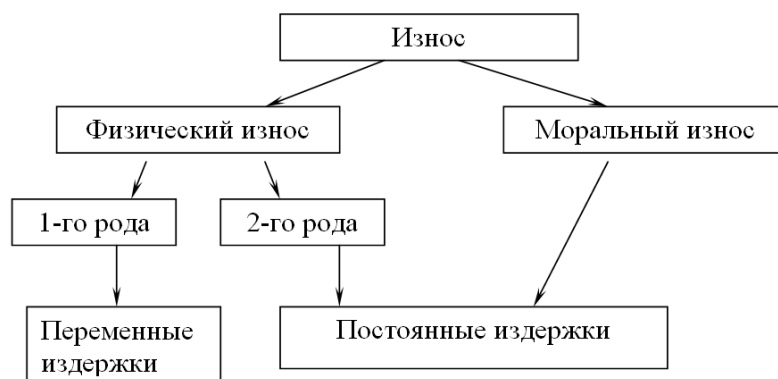 Износ
Физический износ
Моральный износ
1-го рода
2-го рода
Переменные
издержки
Постоянные издержки